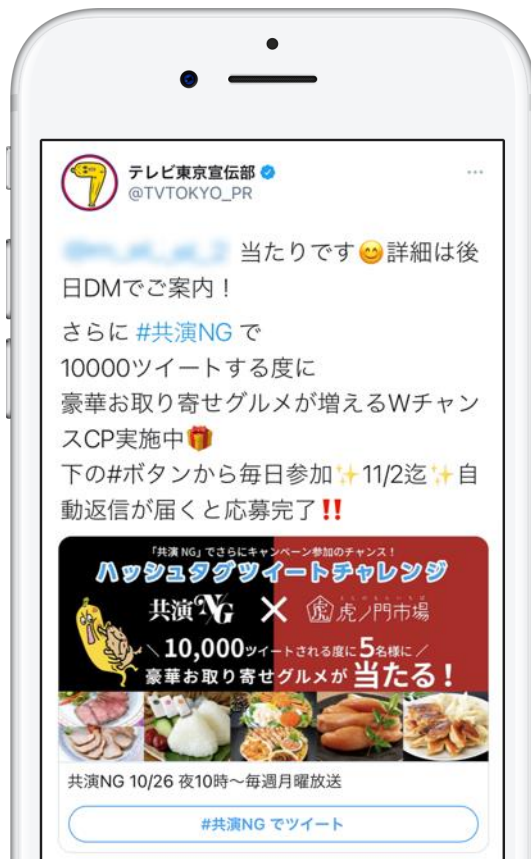 テレビ東京宣伝部
@TVTOKYO_PR
当たりです😊詳細は後
日DMでご案内！
さらに #共演NG で
10000ツイートする度に
豪華お取り寄せグルメが増えるWチャン
スCP実施中🎁
下の#ボタンから毎日参加✨11/2迄✨自
動返信が届くと応募完了‼️
「共演NG」でさらにキャンペーン参加のチャンス！
ハッシュタグツイートチャレンジ
共演NG × 虎 虎ノ門市場
とらのもんいちば
＼10,000ツイートされる度に5名様に／
豪華お取り寄せグルメが当たる！
共演NG 10/26 夜10時～毎週月曜放送
#共演NG でツイート